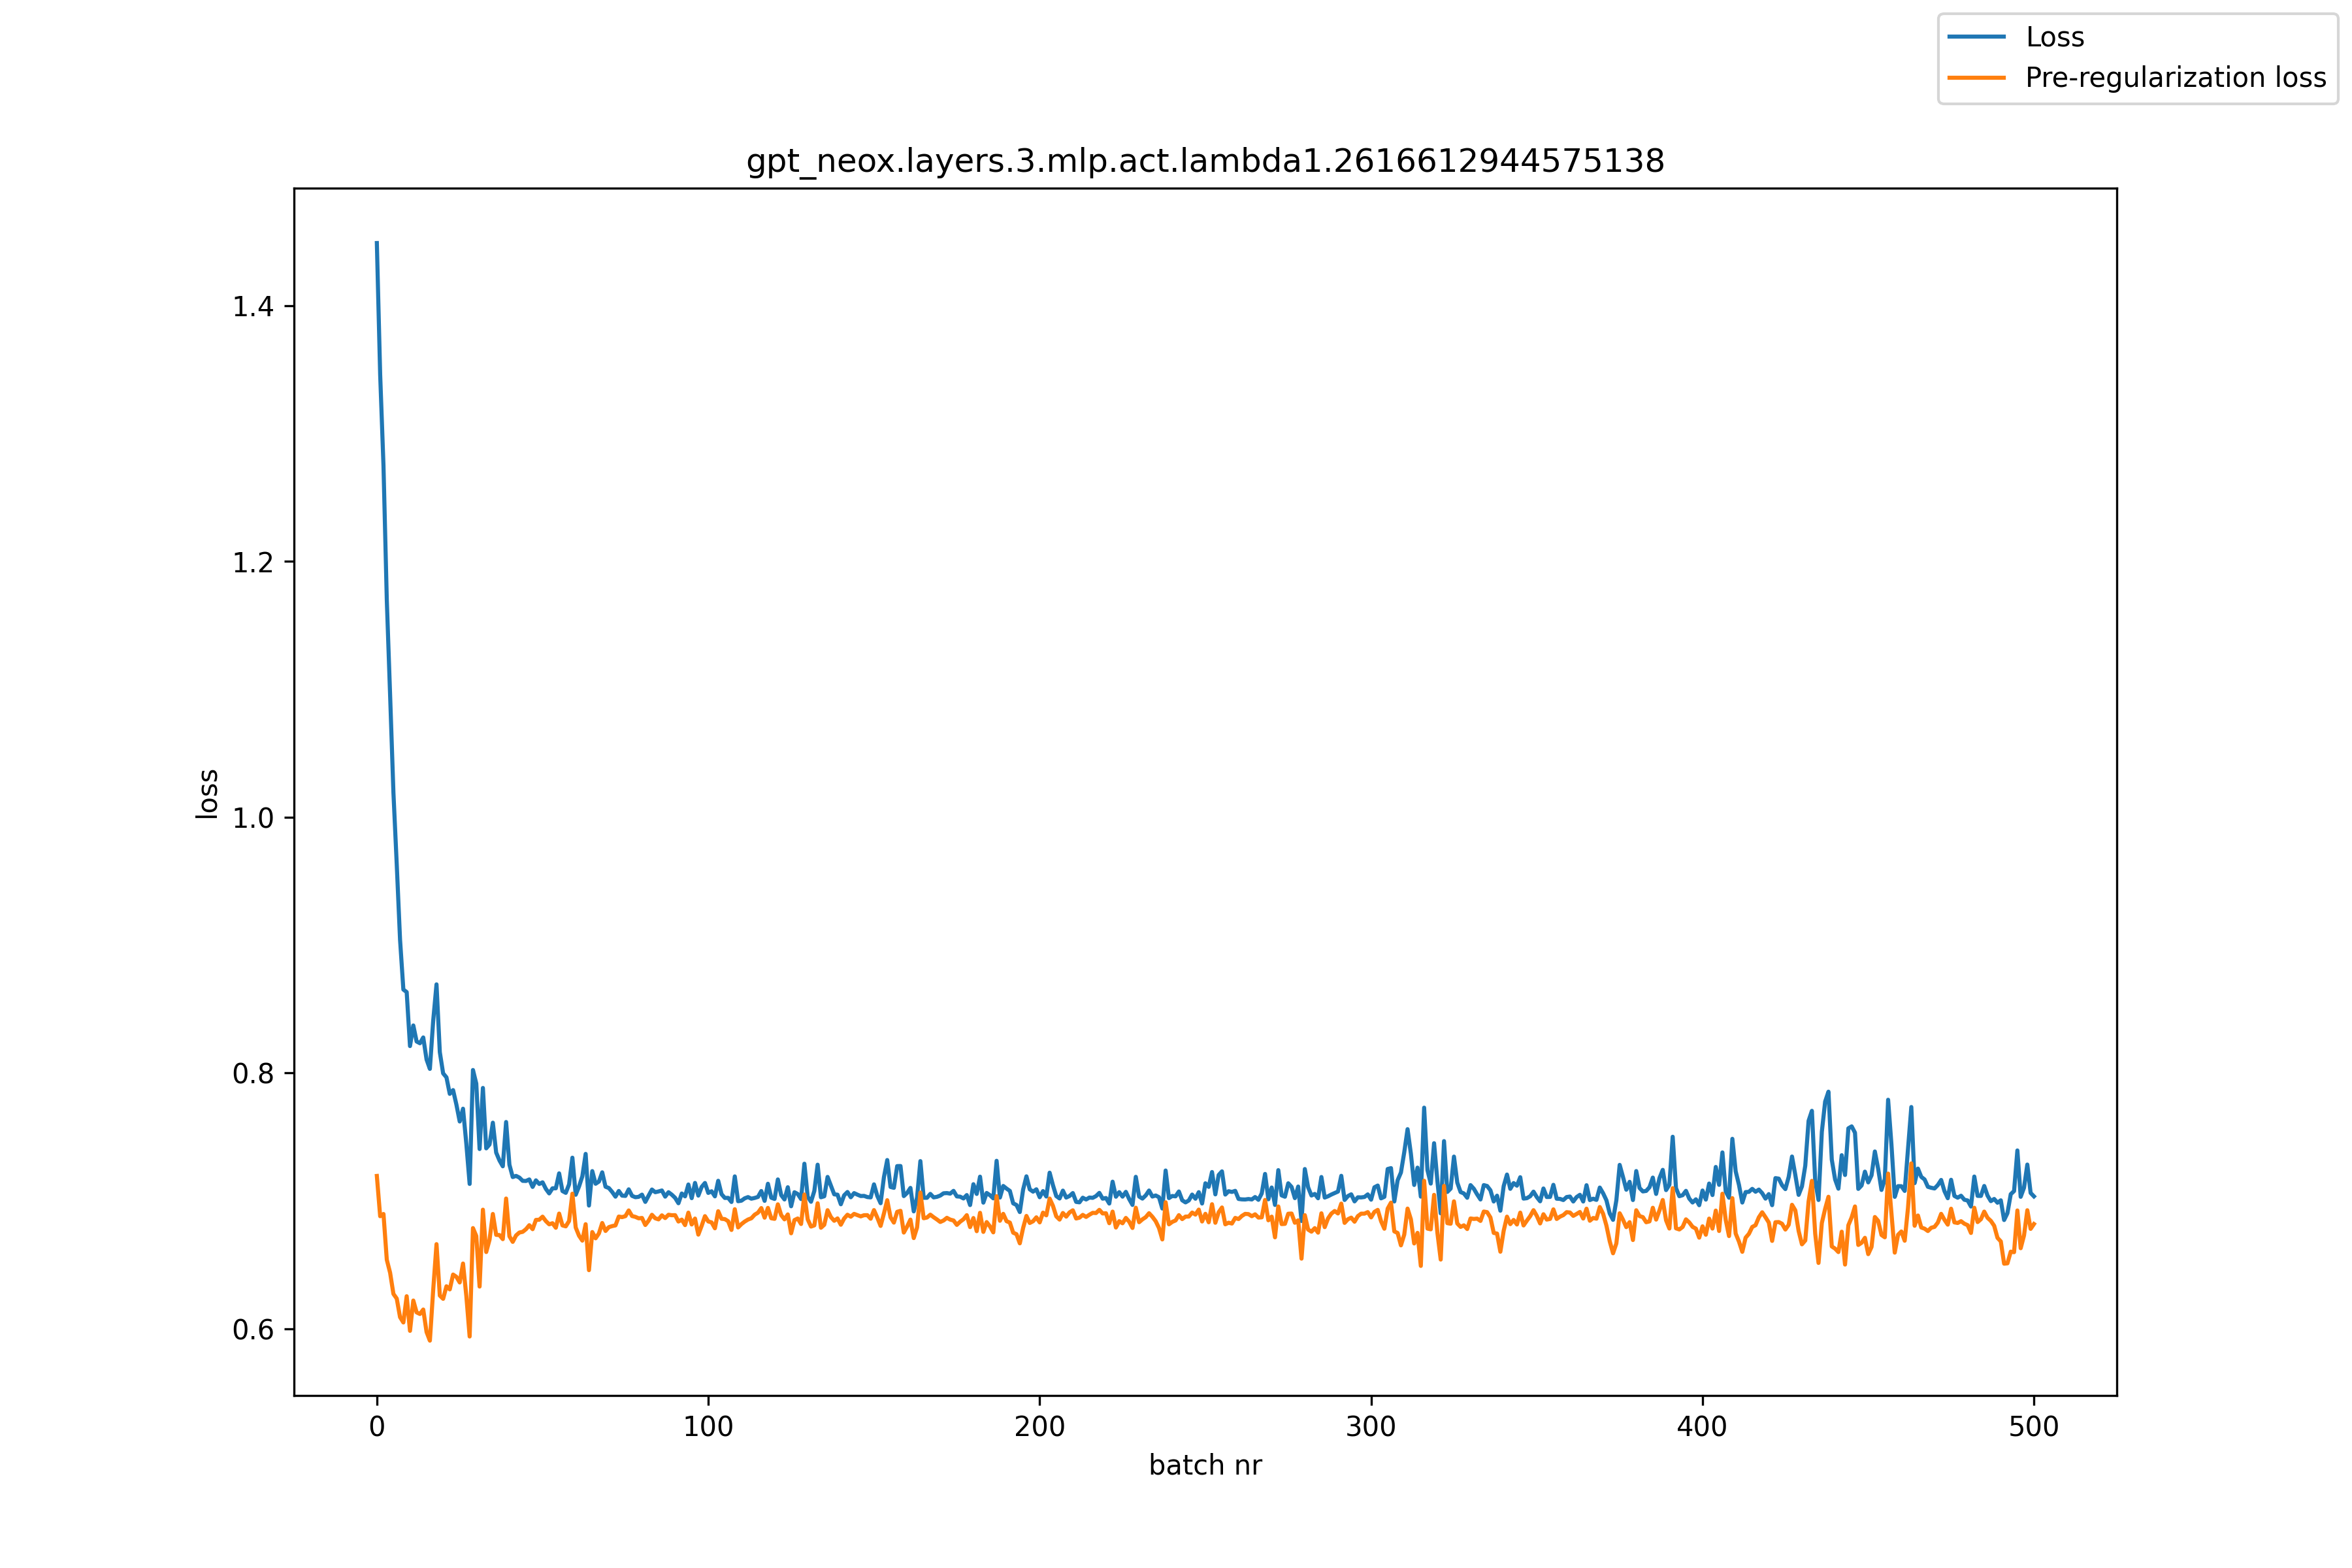 Loss
Pre-regularization loss
gpt_neox.layers.3.mlp.act.lambda1.2616612944575138
1.4
1.2
1.0
0.8
0.6
loss
0 100 200 300 400 500
batch nr